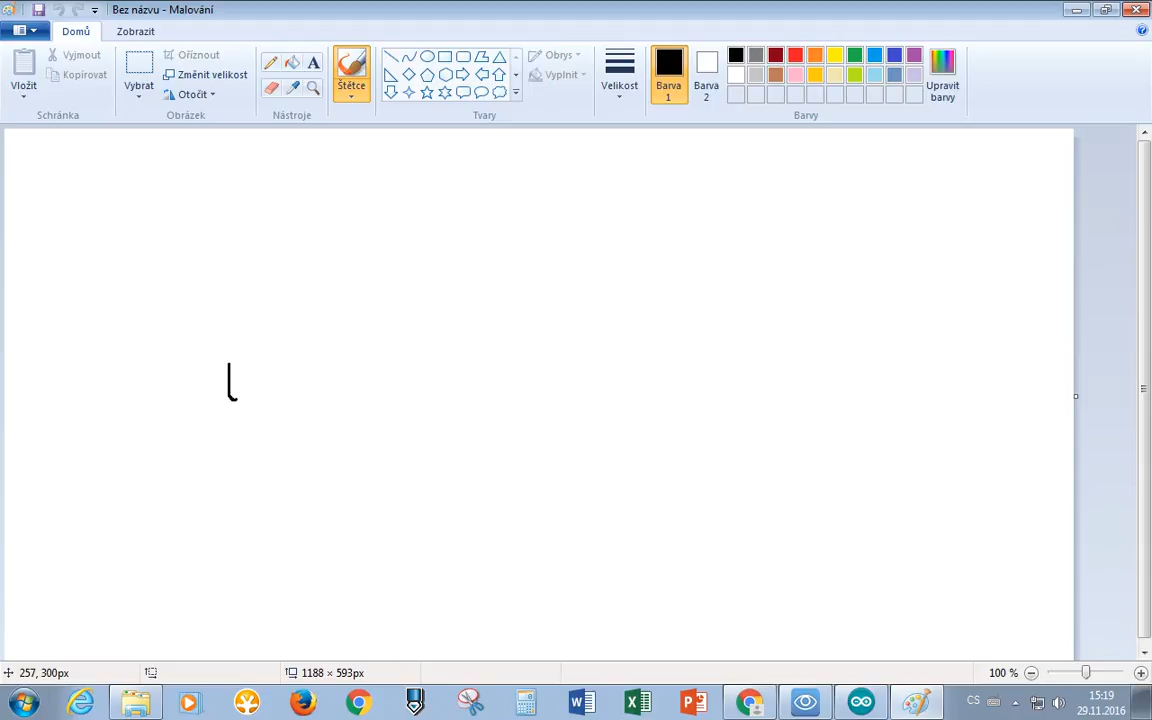 Bez názvu - Malování
Domů Zobrazit
Vložit
Vyjmout
Kopírovat
Schránka
Vybrat
Oříznout
Změnit velikost
Otočit
Obrázek
A
Nástroje
Štětce
Obrys
Vyplnit
Tvary
Velikost
Barva 1
Barva 2
Upravit barvy
Barvy
l
257, 300px
1188 × 593px
100 %
CS
15:19
29.11.2016